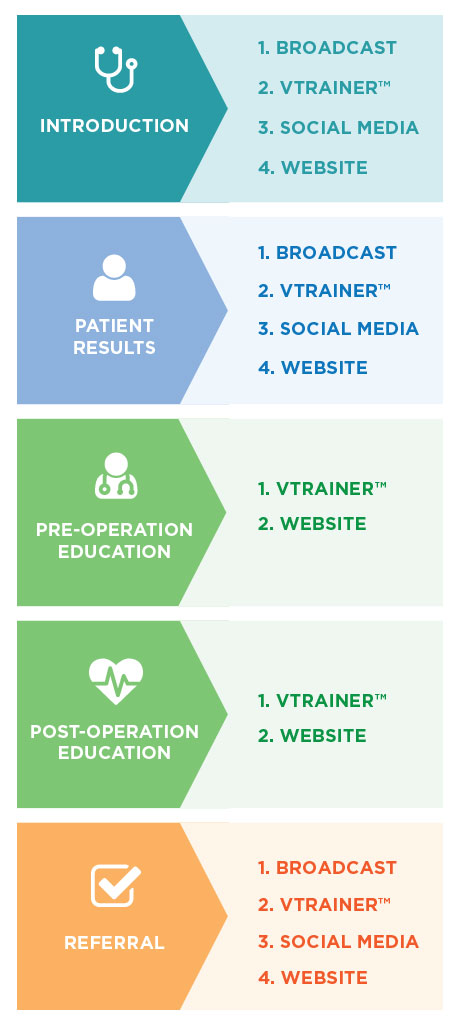 INTRODUCTION
1. BROADCAST
2. VTRAINER™
3. SOCIAL MEDIA
4. WEBSITE
PATIENT
RESULTS
1. BROADCAST
2. VTRAINER™
3. SOCIAL MEDIA
4. WEBSITE
PRE-OPERATION
EDUCATION
1. VTRAINER™
2. WEBSITE
POST-OPERATION
EDUCATION
1. VTRAINER™
2. WEBSITE
REFERRAL
1. BROADCAST
2. VTRAINER™
3. SOCIAL MEDIA
4. WEBSITE